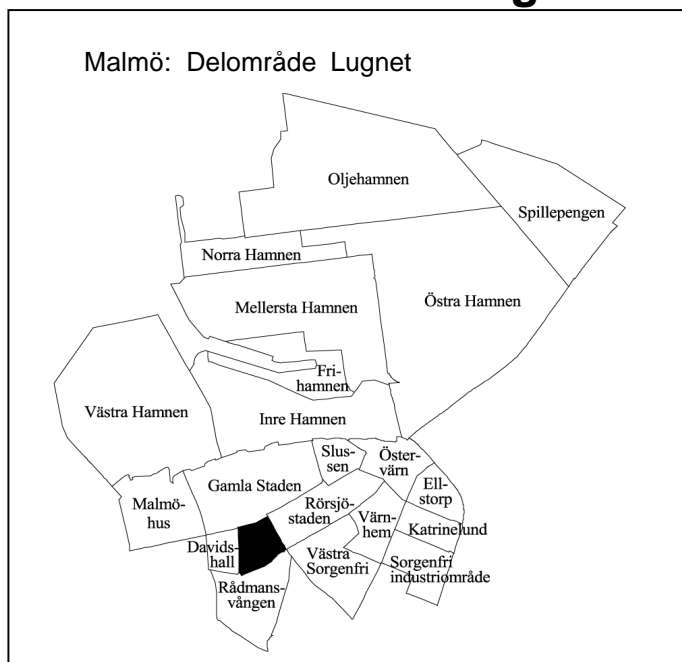 Malmö: Delområde Lugnet
Oljehamnen
Spillepengen
Norra Hamnen
Mellersta Hamnen
Östra Hamnen
Fri-
hamnen
Västra Hamnen
Inre Hamnen
Slus-
sen
Öster-
värn
Gamla Staden
Ell-
storp
Malmö-
hus
Rörsjö-
staden
Värn-
hem
Katrinelund
Davids-
hall
Västra
Sorgenfri
Sorgenfri
industriområde
Rådmans-
vången